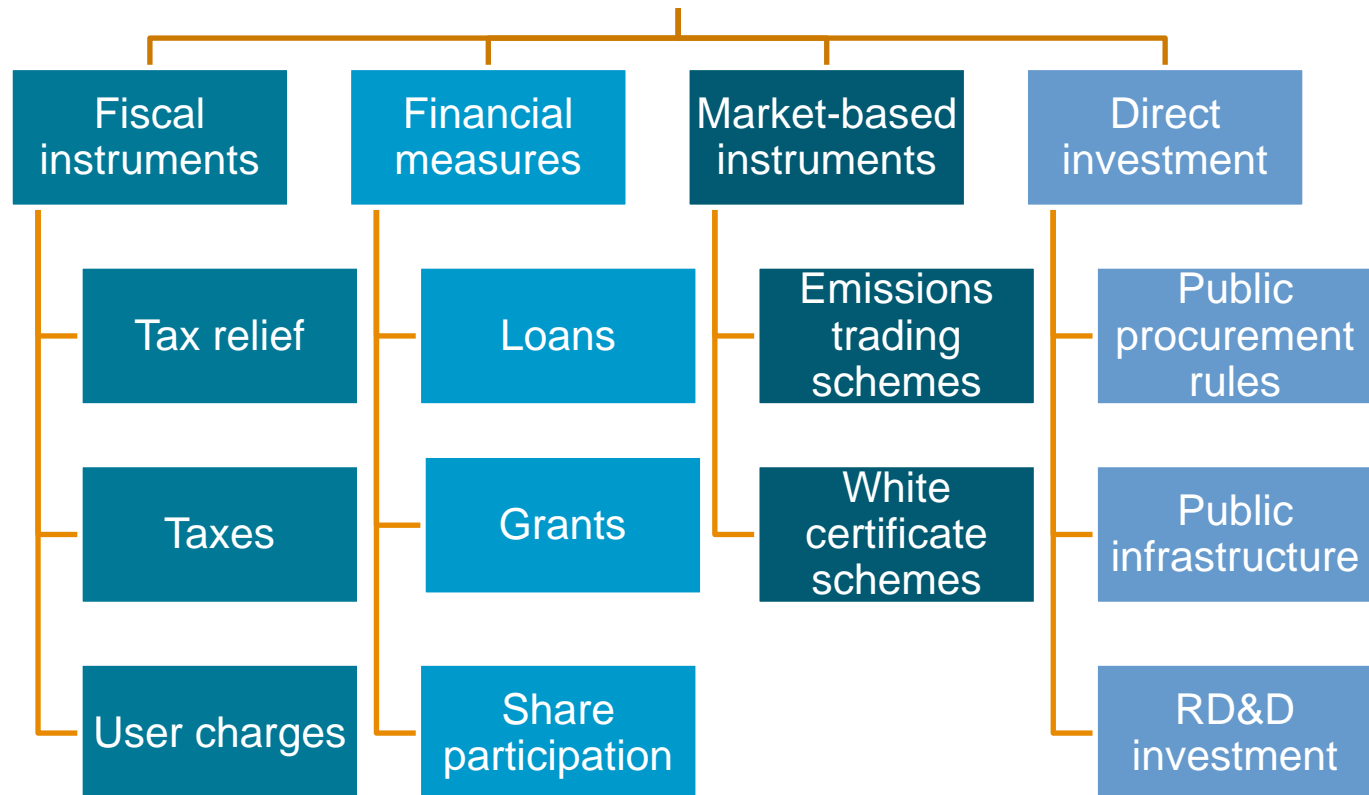 Fiscal
instruments
Financial
measures
Market-based
instruments
Direct
investment
Tax relief
Loans
Emissions
trading
schemes
Public
procurement
rules
Taxes
Grants
White
certificate
schemes
Public
infrastructure
User charges
Share
participation
RD&D
investment